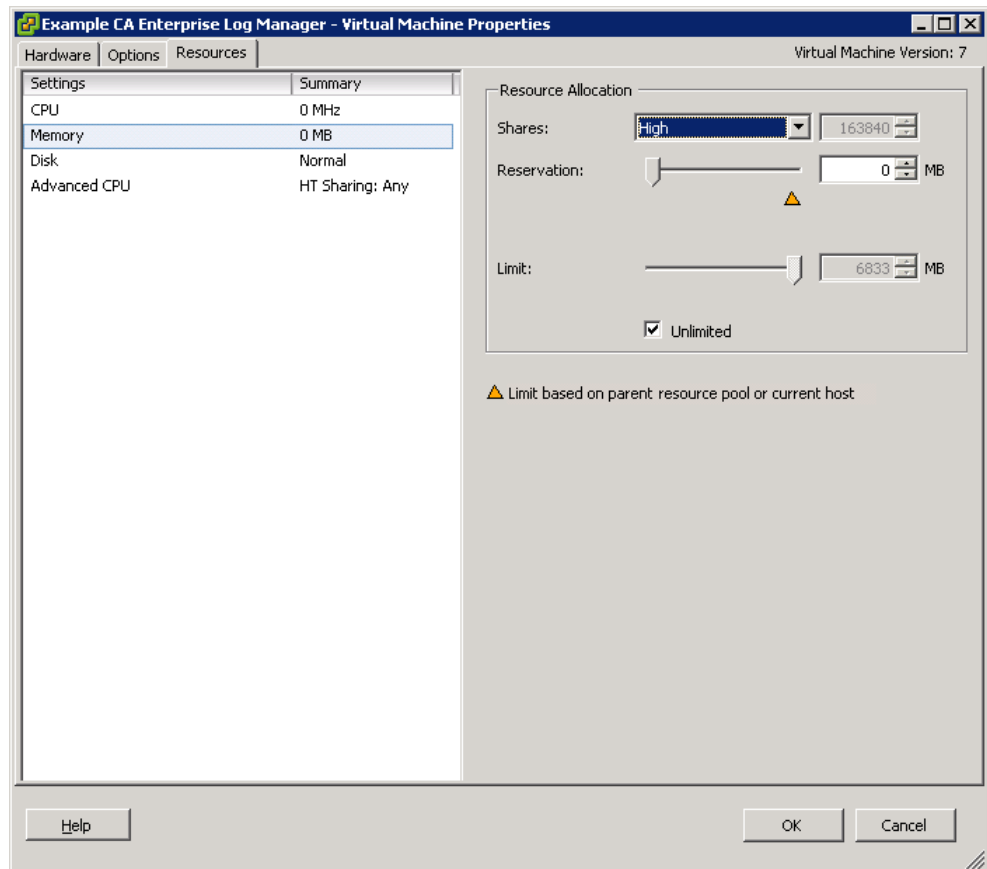 Example CA Enterprise Log Manager - Virtual Machine Properties
Hardware Options Resources Virtual Machine Version: 7
Settings Summary
CPU 0 MHz
Memory 0 MB
Disk Normal
Advanced CPU HT Sharing: Any
Resource Allocation
Shares: High 163840
Reservation: 0 MB
Limit: 6833 MB
Unlimited
Limit based on parent resource pool or current host
Help OK Cancel